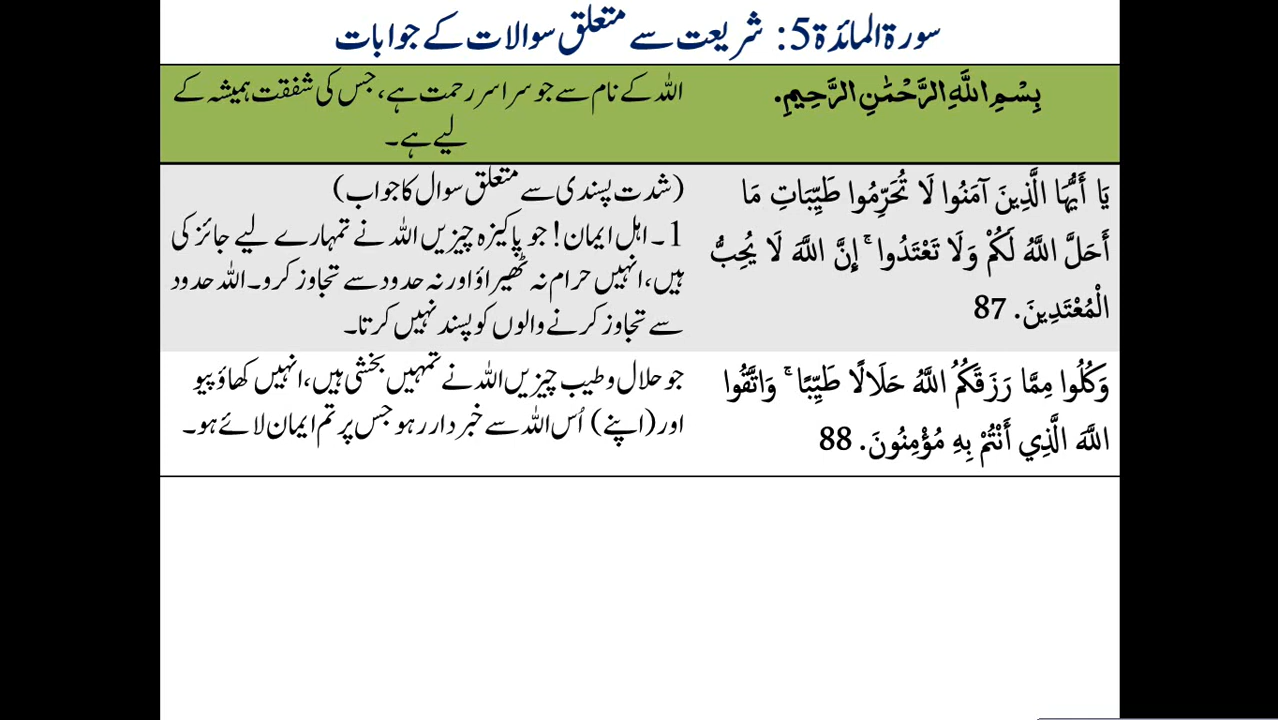 سورۃ المائدۃ 5: شریعت سے متعلق سوالات کے جوابات
بِسْمِ اللَّهِ الرَّحْمَٰنِ الرَّحِيمِ.
اللہ کے نام سے جو سراسر رحمت ہے، جس کی شفقت ہمیشہ کے
لیے ہے۔
يَا أَيُّهَا الَّذِينَ آمَنُوا لَا تُحَرِّمُوا طَيِّبَاتِ مَا
أَحَلَّ اللَّهُ لَكُمْ وَلَا تَعْتَدُوا ۚ إِنَّ اللَّهَ لَا يُحِبُّ
الْمُعْتَدِينَ. 87
(شدت پسندی سے متعلق سوال کا جواب)
1۔ اہل ایمان! جو پاکیزہ چیزیں اللہ نے تمہارے لیے جائز کی
ہیں، انہیں حرام نہ ٹھیراؤ اور نہ حدود سے تجاوز کرو۔ اللہ حدود
سے تجاوز کرنے والوں کو پسند نہیں کرتا۔
وَكُلُوا مِمَّا رَزَقَكُمُ اللَّهُ حَلَالًا طَيِّبًا ۚ وَاتَّقُوا
اللَّهَ الَّذِي أَنْتُمْ بِهِ مُؤْمِنُونَ. 88
جو حلال و طیب چیزیں اللہ نے تمہیں بخشی ہیں، انہیں کھاؤ پیو
اور (اپنے) اُس اللہ سے خبردار رہو جس پر تم ایمان لائے ہو۔